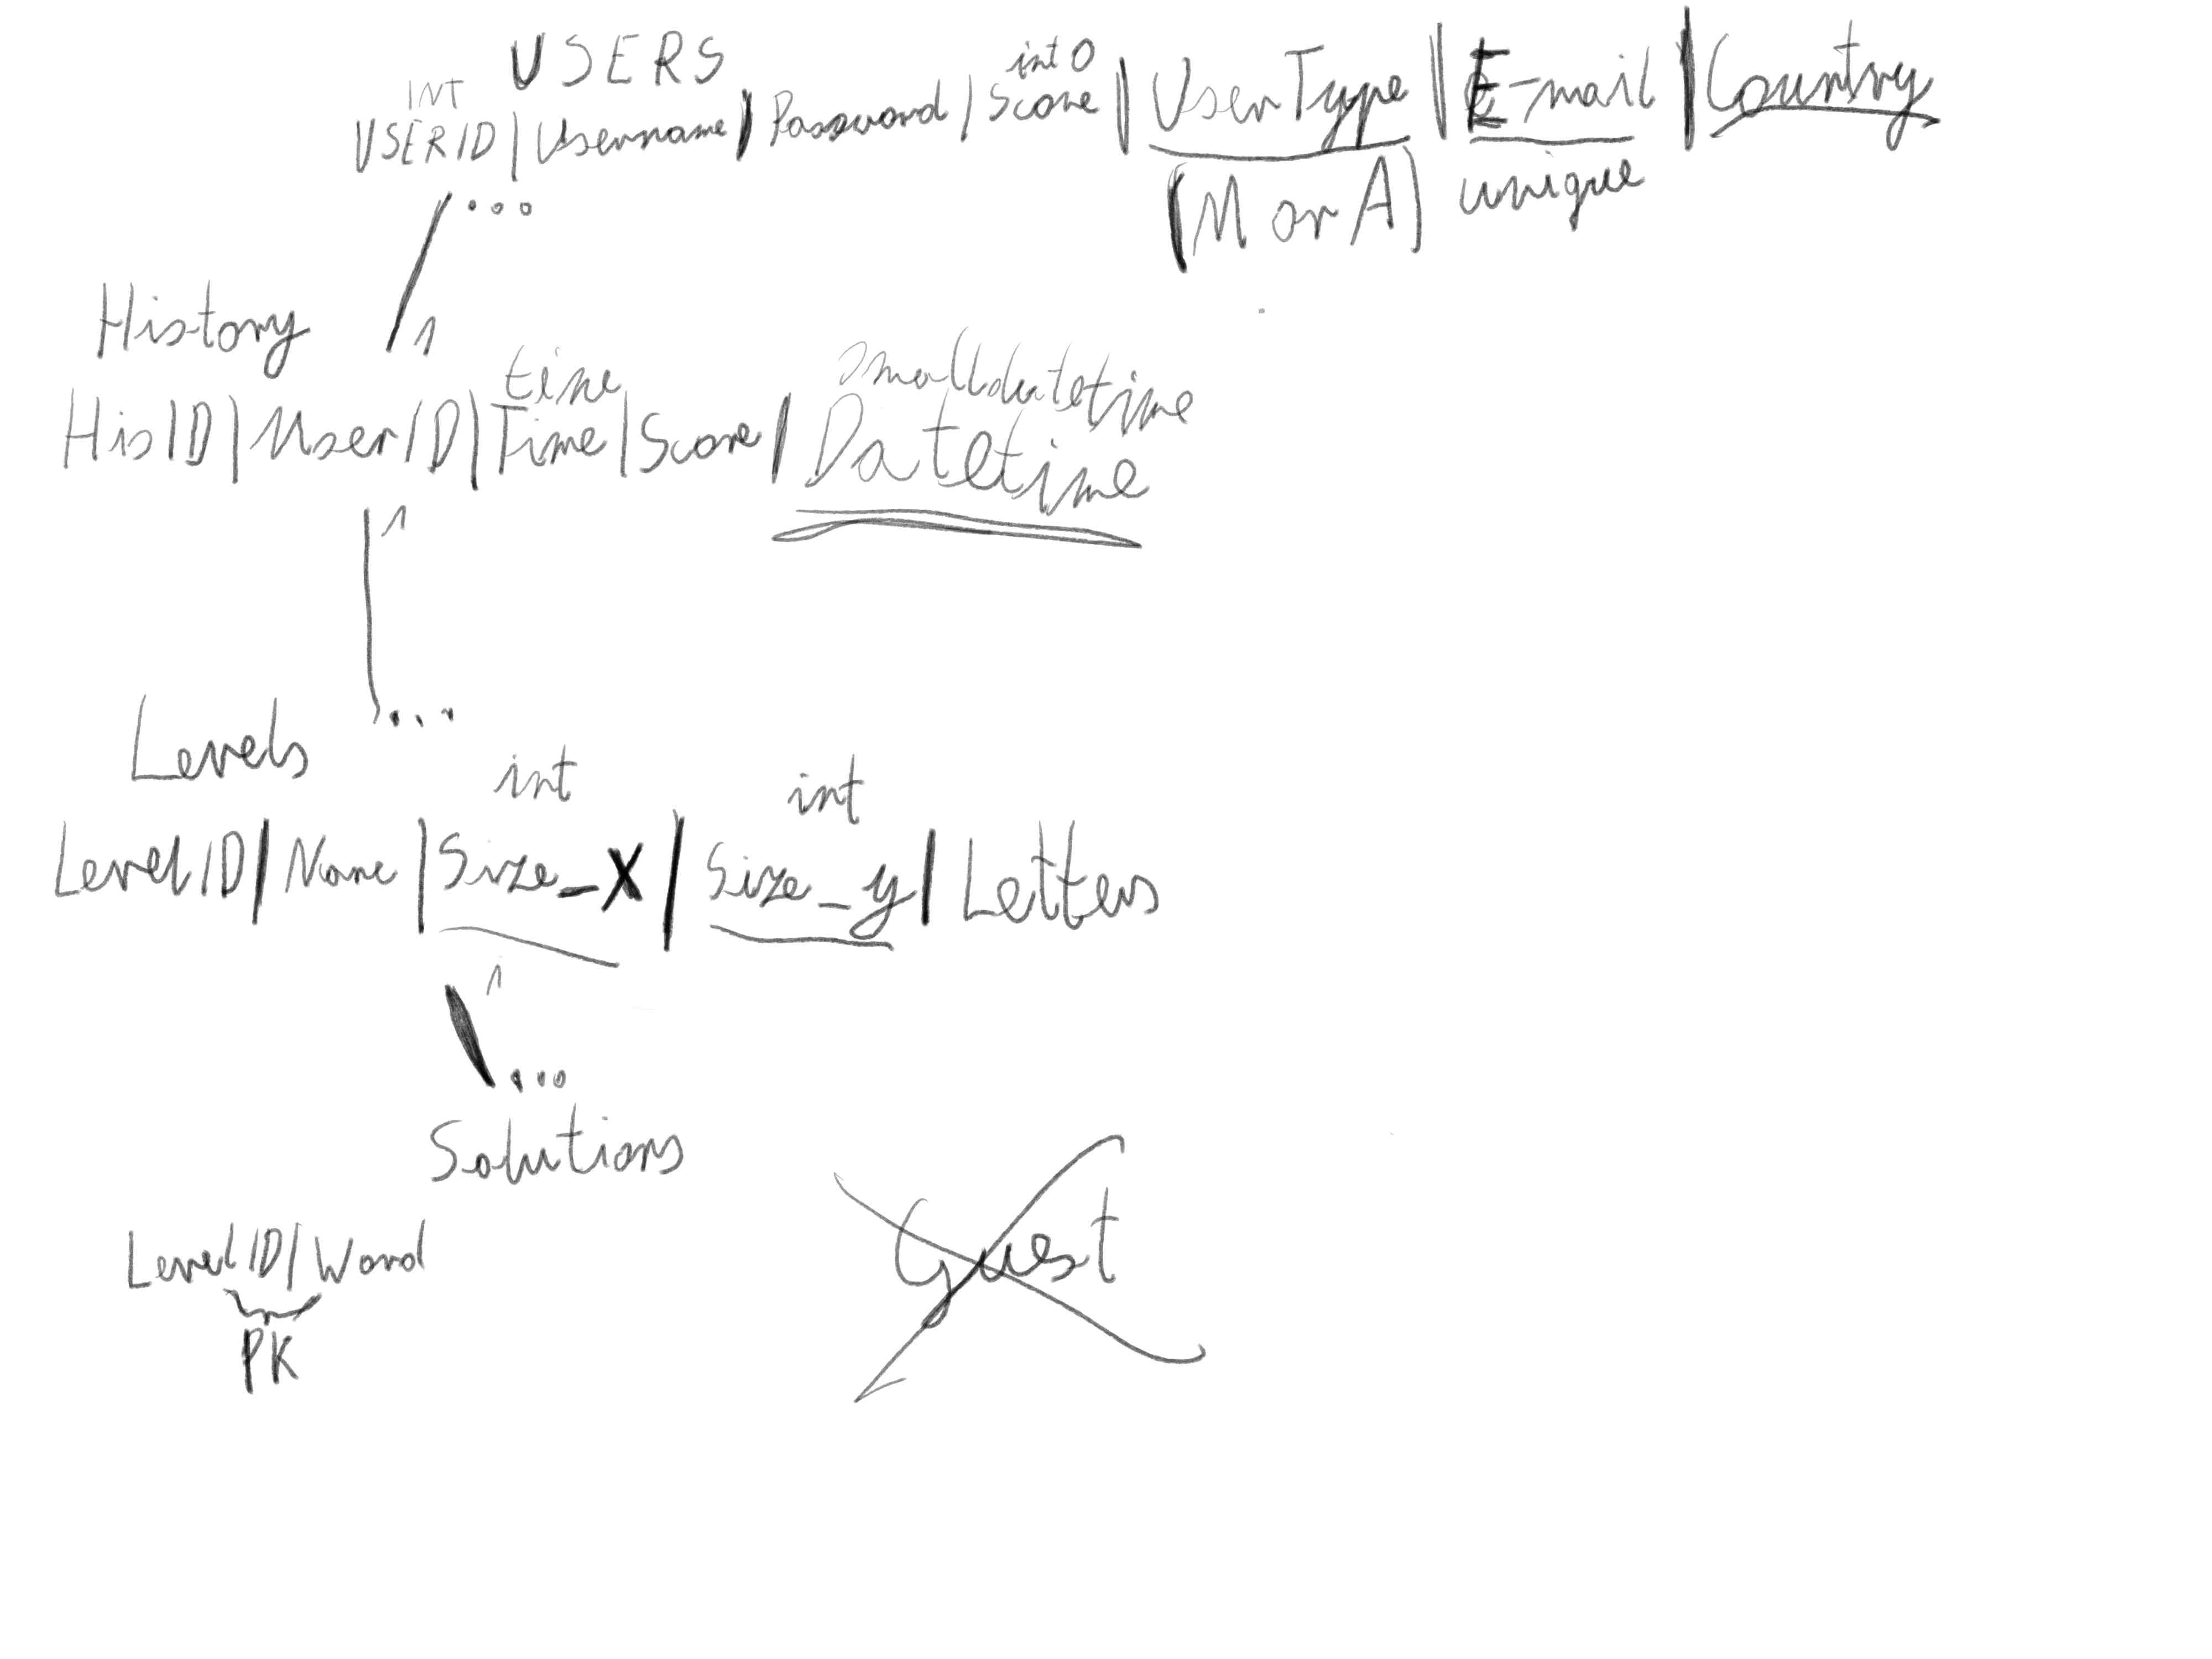 USERS
INT
int 0
USERID | Username | Password | Score | UserType | E-mail | Country
(M or A) unique
...
History
1
time
smalldatetime
HisID | UserID | Time | Score | Datetime
1
...
Levels
int
int
LevelID | Name | Size_X | Size_y | Letters
1
...
Solutions
LevelID | Word
PK
Guest